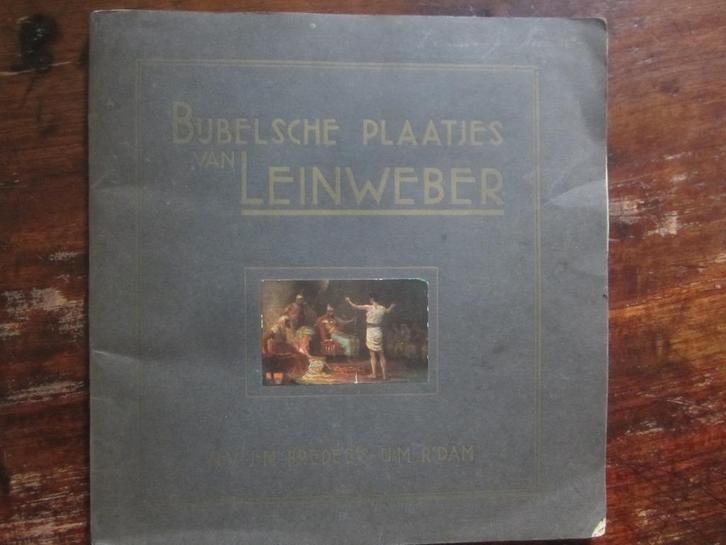 BIJBELSCHE PLAATJES
VAN
LEINWEBER
J.M. BREDEE'S U.M. R'DAM